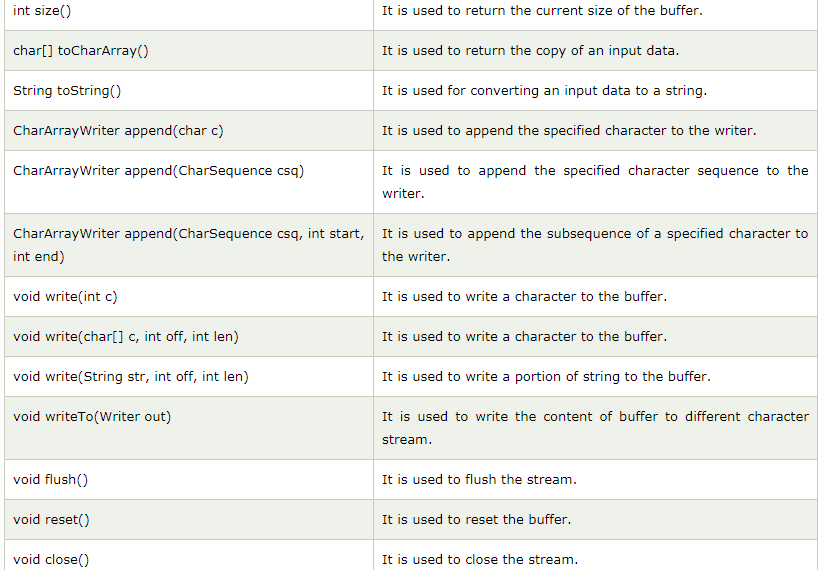 int size()
It is used to return the current size of the buffer.
char[] toCharArray()
It is used to return the copy of an input data.
String toString()
It is used for converting an input data to a string.
CharArrayWriter append(char c)
It is used to append the specified character to the writer.
CharArrayWriter append(CharSequence csq)
It is used to append the specified character sequence to the
writer.
CharArrayWriter append(CharSequence csq, int start,
int end)
It is used to append the subsequence of a specified character to
the writer.
void write(int c)
It is used to write a character to the buffer.
void write(char[] c, int off, int len)
It is used to write a character to the buffer.
void write(String str, int off, int len)
It is used to write a portion of string to the buffer.
void writeTo(Writer out)
It is used to write the content of buffer to different character
stream.
void flush()
It is used to flush the stream.
void reset()
It is used to reset the buffer.
void close()
It is used to close the stream.